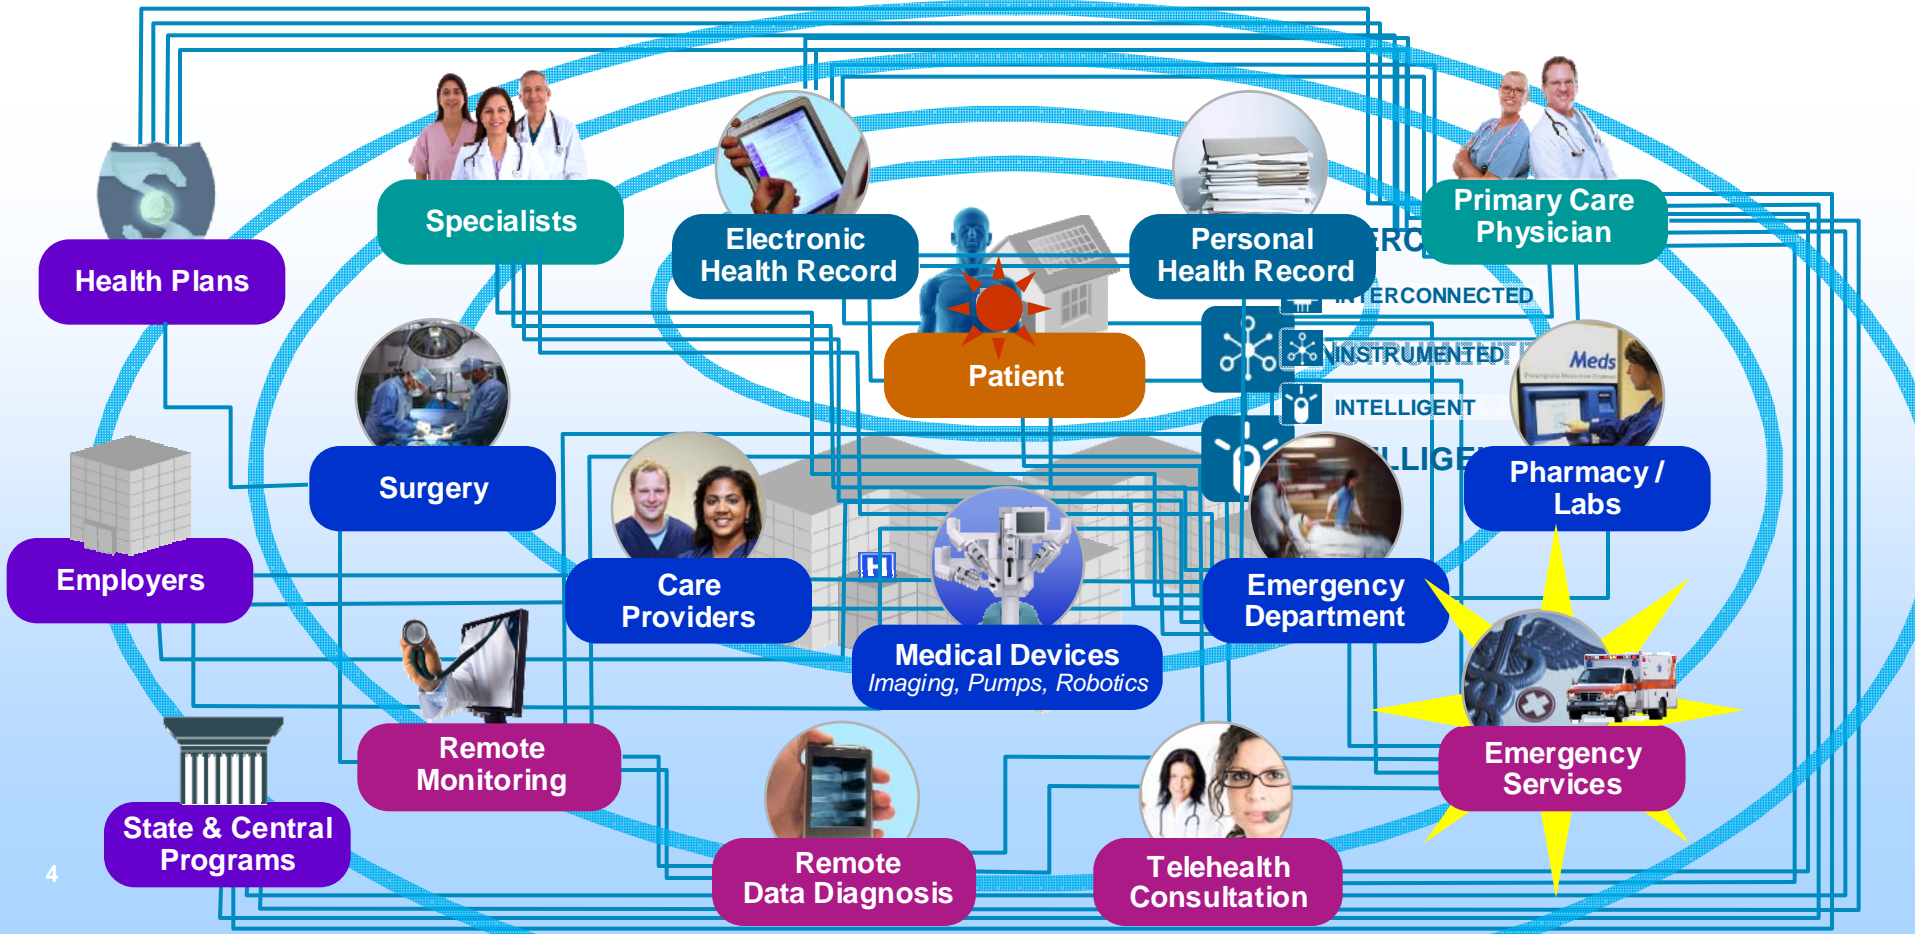 Specialists
Primary Care
Physician
Electronic
Health Record
Personal
Health Record
ERC
Health Plans
INTERCONNECTED
INSTRUMENTED
Meds
Patient
INTELLIGENT
LLIGE
Surgery
Pharmacy /
Labs
H
Employers
Care
Providers
Emergency
Department
Medical Devices
Imaging, Pumps, Robotics
Remote
Monitoring
Emergency
Services
State & Central
Programs
Remote
Data Diagnosis
Telehealth
Consultation
4